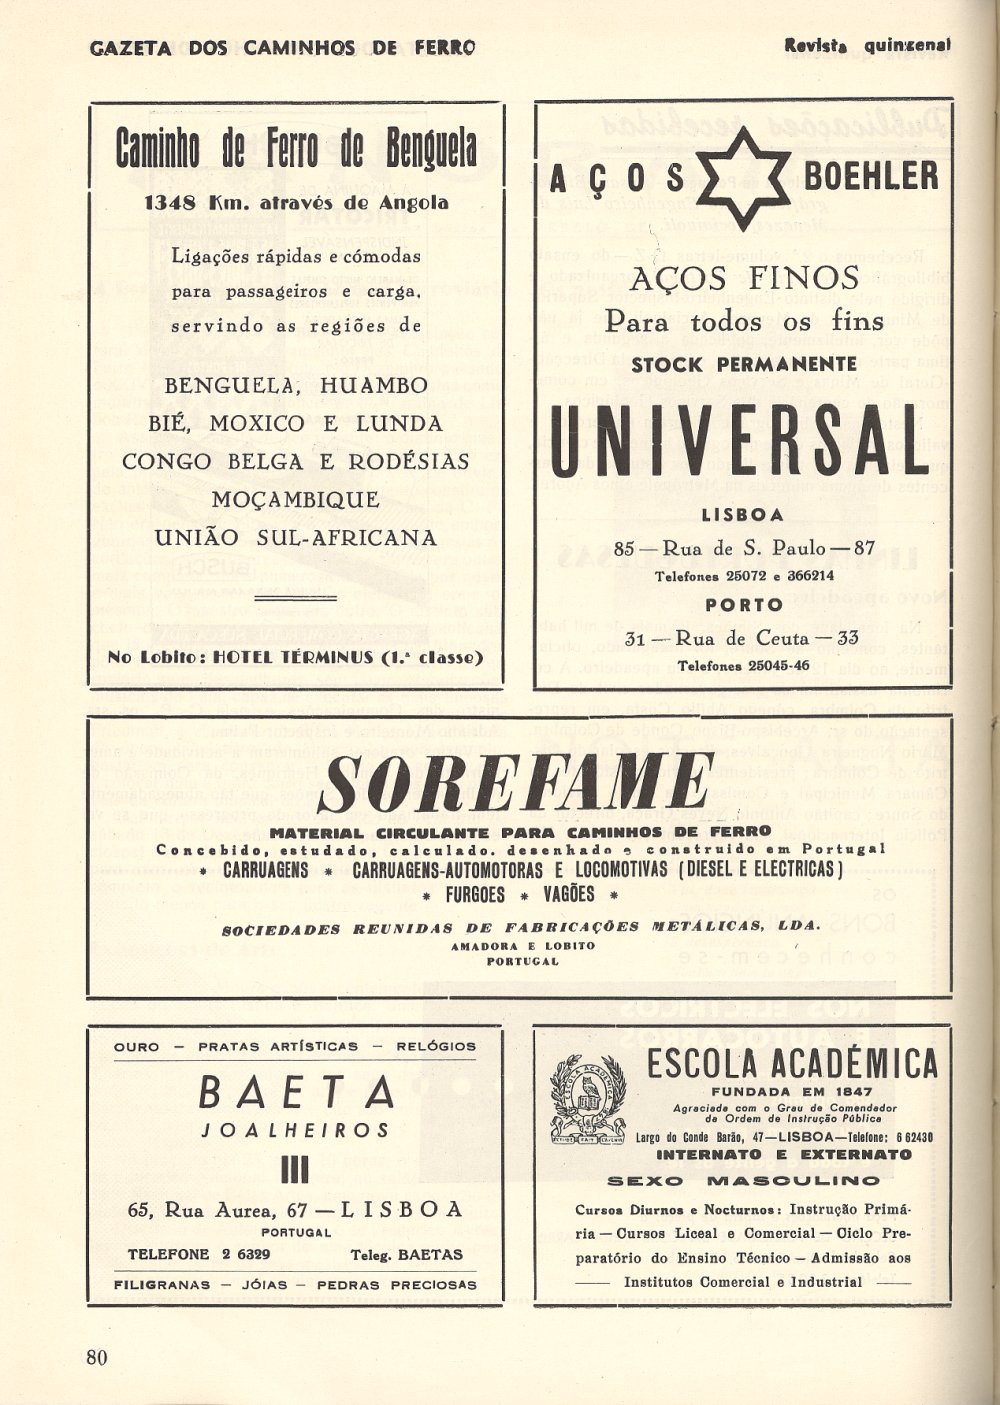 GAZETA DOS CAMINHOS DE FERRO
Revista quinzenal
Caminho de Ferro de Benguela
1348 Km. através de Angola
Ligações rápidas e cómodas
para passageiros e carga,
servindo as regiões de
BENGUELA, HUAMBO
BIÉ, MOXICO E LUNDA
CONGO BELGA E RODÉSIAS
MOÇAMBIQUE
UNIÃO SUL-AFRICANA
No Lobito: HOTEL TÉRMINUS (1.ª classe)
AÇOS BOEHLER
AÇOS FINOS
Para todos os fins
STOCK PERMANENTE
UNIVERSAL
LISBOA
85 — Rua de S. Paulo — 87
Telefones 25072 e 366214
PORTO
31 — Rua de Ceuta — 33
Telefones 25045-46
SOREFAME
MATERIAL CIRCULANTE PARA CAMINHOS DE FERRO
Concebido, estudado, calculado, desenhado e construido em Portugal
* CARRUAGENS * CARRUAGENS-AUTOMOTORAS E LOCOMOTIVAS (DIESEL E ELECTRICAS)
* FURGOES * VAGÕES *
SOCIEDADES REUNIDAS DE FABRICAÇÕES METÁLICAS, LDA.
AMADORA E LOBITO
PORTUGAL
OURO — PRATAS ARTÍSTICAS — RELÓGIOS
BAETA
JOALHEIROS
65, Rua Aurea, 67 — LISBOA
PORTUGAL
TELEFONE 2 6329 Teleg. BAETAS
FILIGRANAS — JÓIAS — PEDRAS PRECIOSAS
ESCOLA ACADÉMICA
ESCOLA ACADÉMICA
FUNDADA EM 1847
Agraciada com o Grau de Comendador
da Ordem de Instrução Pública
Largo do Conde Barão, 47—LISBOA—Telefone: 6 62430
INTERNATO E EXTERNATO
SEXO MASCULINO
Cursos Diurnos e Nocturnos: Instrução Primá-
ria — Cursos Liceal e Comercial — Ciclo Pre-
paratório do Ensino Técnico — Admissão aos
Institutos Comercial e Industrial
80